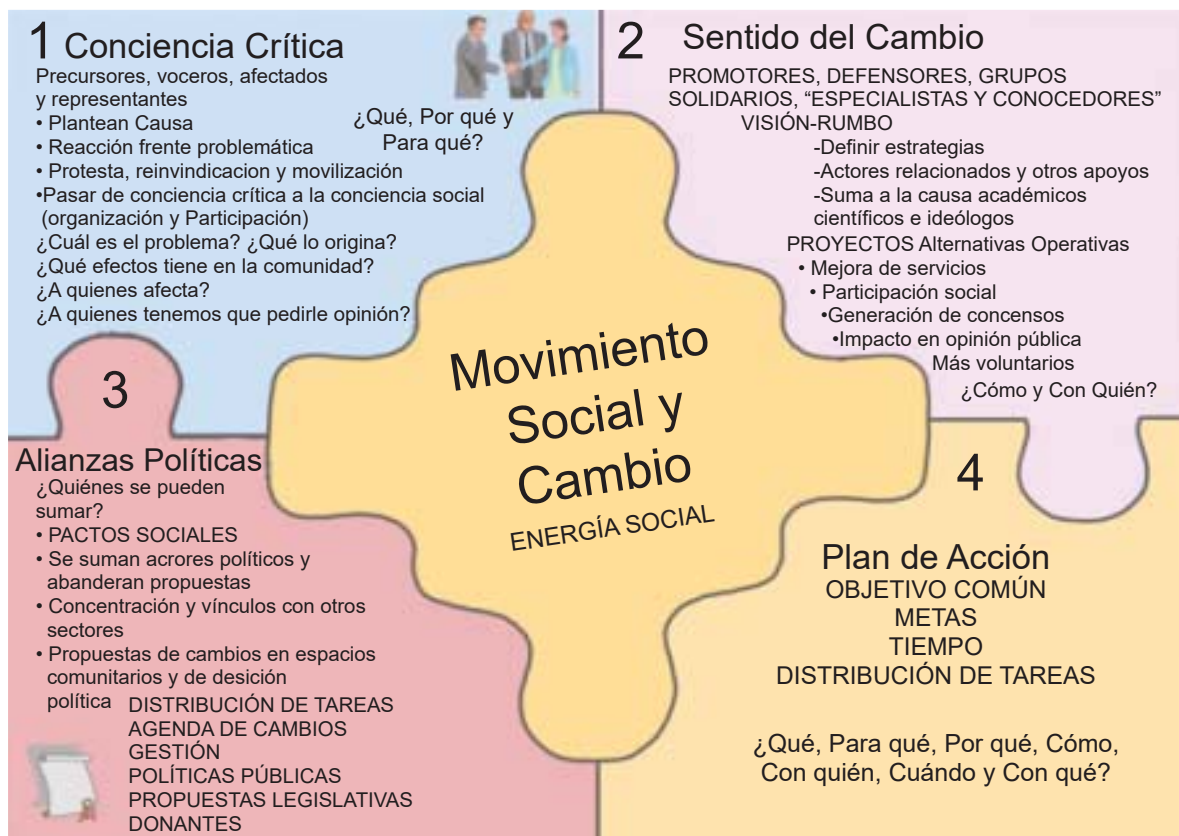 1 Conciencia Crítica
Precursores, voceros, afectados
y representantes
• Plantean Causa
• Reacción frente problemática
• Protesta, reinvindicacion y movilización
•Pasar de conciencia crítica a la conciencia social
(organización y Participación)
¿Cuál es el problema? ¿Qué lo origina?
¿Qué efectos tiene en la comunidad?
¿A quienes afecta?
¿A quienes tenemos que pedirle opinión?
¿Qué, Por qué y
Para qué?
2 Sentido del Cambio
PROMOTORES, DEFENSORES, GRUPOS
SOLIDARIOS, “ESPECIALISTAS Y CONOCEDORES”
VISIÓN-RUMBO
-Definir estrategias
-Actores relacionados y otros apoyos
-Suma a la causa académicos
científicos e ideólogos
PROYECTOS Alternativas Operativas
• Mejora de servicios
• Participación social
•Generación de concensos
•Impacto en opinión pública
Más voluntarios
¿Cómo y Con Quién?
Movimiento
Social y
Cambio
ENERGÍA SOCIAL
3
Alianzas Políticas
¿Quiénes se pueden
sumar?
• PACTOS SOCIALES
• Se suman acrores políticos y
abanderan propuestas
• Concentración y vínculos con otros
sectores
• Propuestas de cambios en espacios
comunitarios y de desición
política
DISTRIBUCIÓN DE TAREAS
AGENDA DE CAMBIOS
GESTIÓN
POLÍTICAS PÚBLICAS
PROPUESTAS LEGISLATIVAS
DONANTES
4
Plan de Acción
OBJETIVO COMÚN
METAS
TIEMPO
DISTRIBUCIÓN DE TAREAS
¿Qué, Para qué, Por qué, Cómo,
Con quién, Cuándo y Con qué?